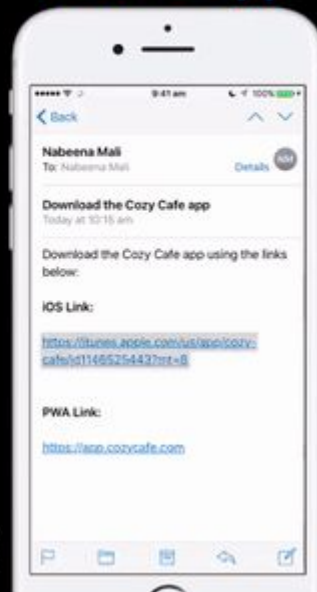 9:41 am
100%
Back
Nabeena Mali
To: Nabeena Mali
Details
NM
Download the Cozy Cafe app
Today at 10:15 am
Download the Cozy Cafe app using the links
below:
iOS Link:
https://itunes.apple.com/us/app/cozy-
cafe/id1146525443?mt=8
PWA Link:
https://app.cozycafe.com